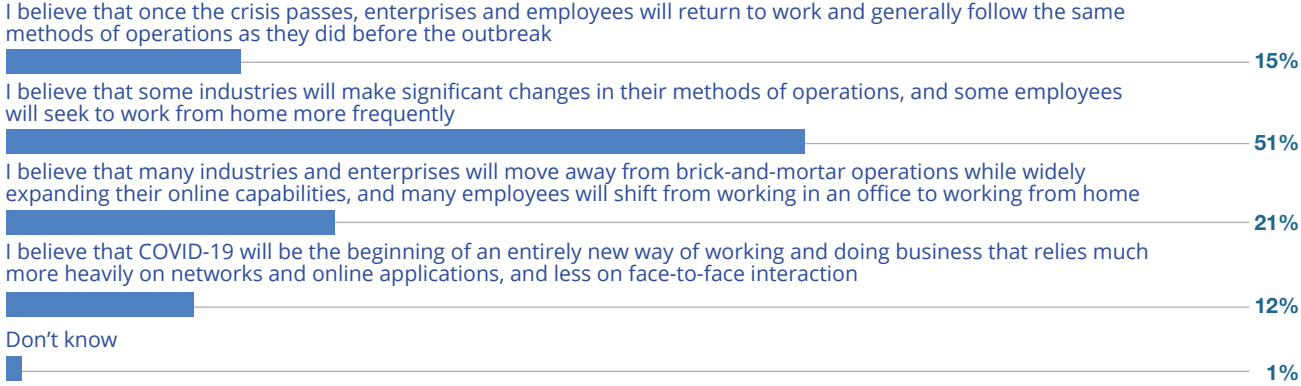 I believe that once the crisis passes, enterprises and employees will return to work and generally follow the same
methods of operations as they did before the outbreak
15%
I believe that some industries will make significant changes in their methods of operations, and some employees
will seek to work from home more frequently
51%
I believe that many industries and enterprises will move away from brick-and-mortar operations while widely
expanding their online capabilities, and many employees will shift from working in an office to working from home
21%
I believe that COVID-19 will be the beginning of an entirely new way of working and doing business that relies much
more heavily on networks and online applications, and less on face-to-face interaction
12%
Don’t know
1%